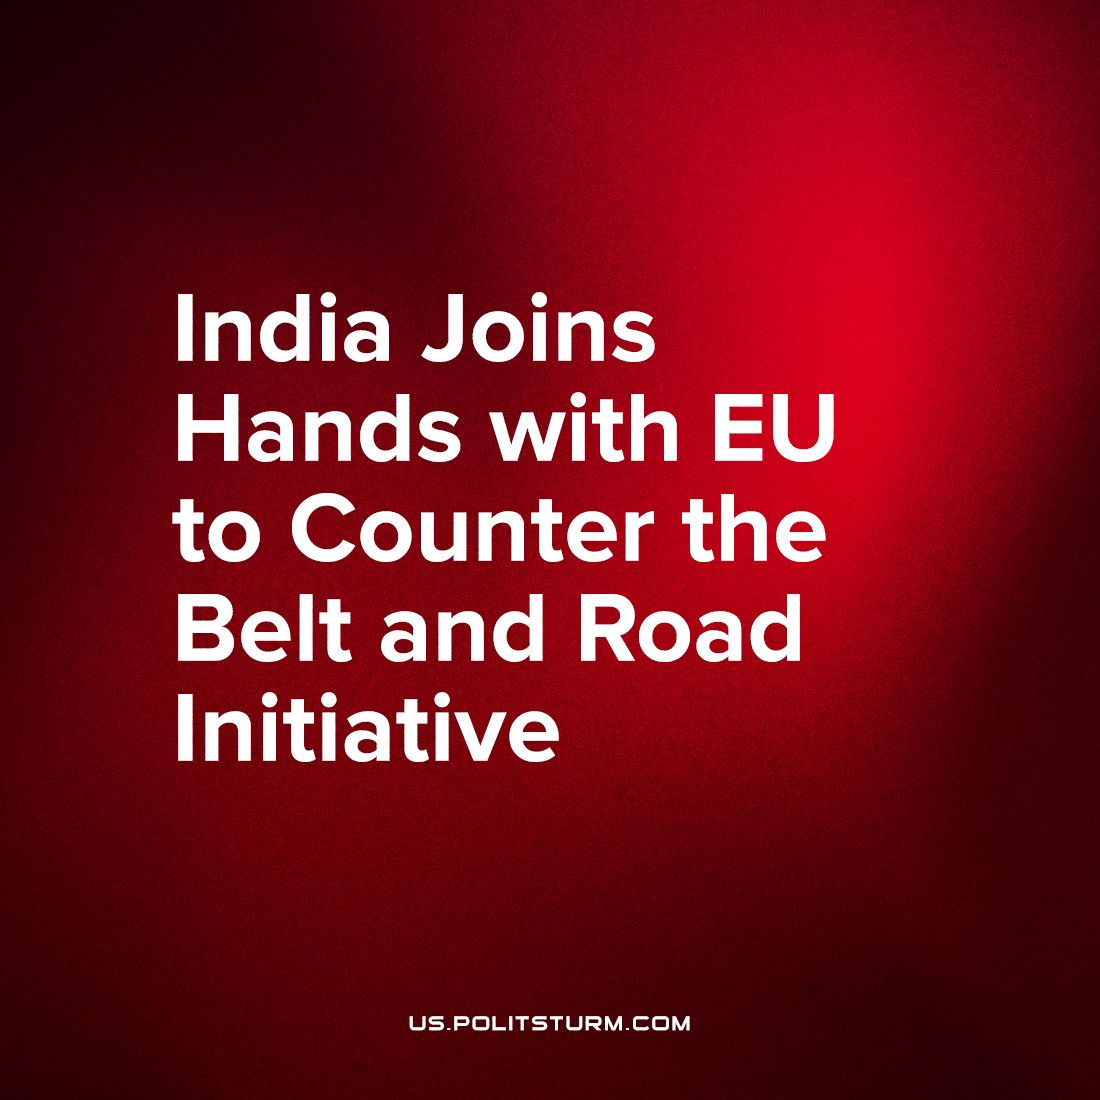 India Joins
Hands with EU
to Counter the
Belt and Road
Initiative
US.POLITSTURM.COM